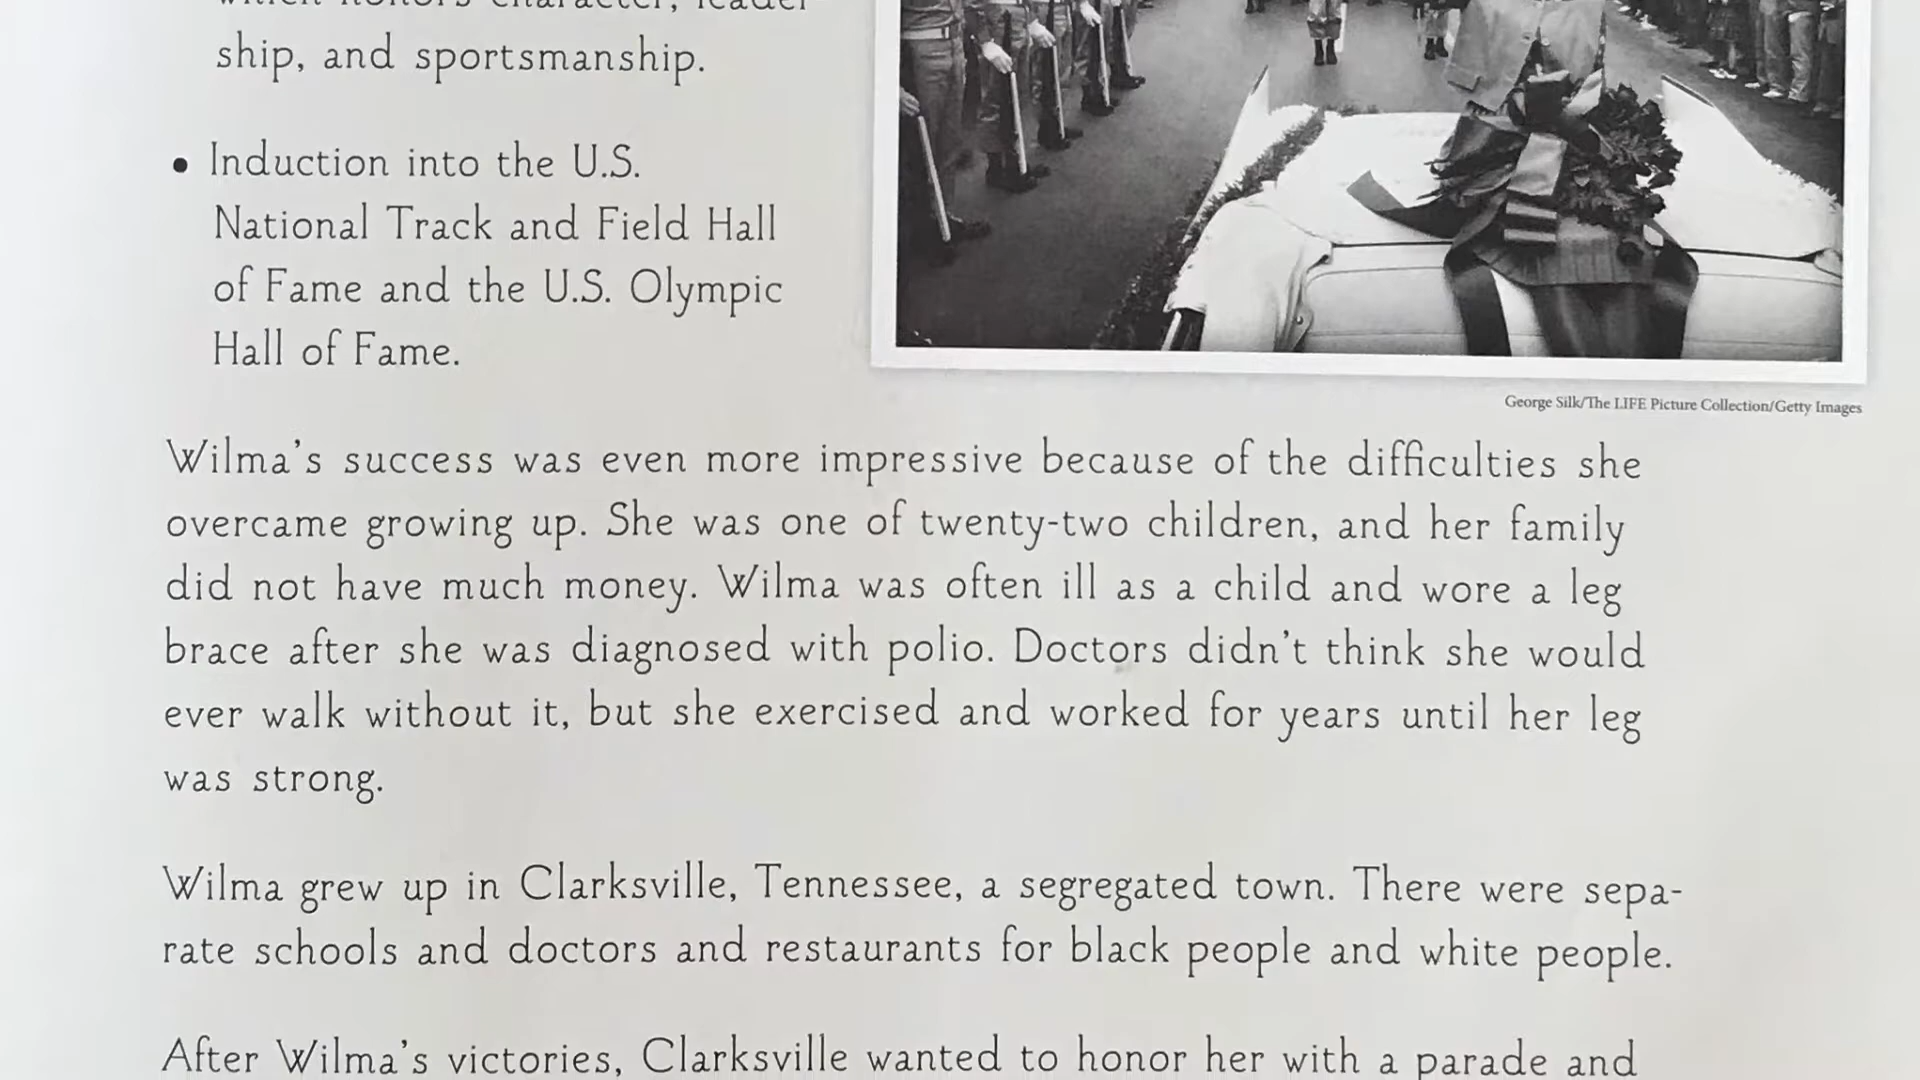 which honors character, leader-
ship, and sportsmanship.
• Induction into the U.S.
National Track and Field Hall
of Fame and the U.S. Olympic
Hall of Fame.
George Silk/The LIFE Picture Collection/Getty Images
Wilma's success was even more impressive because of the difficulties she
overcame growing up. She was one of twenty-two children, and her family
did not have much money. Wilma was often ill as a child and wore a leg
brace after she was diagnosed with polio. Doctors didn't think she would
ever walk without it, but she exercised and worked for years until her leg
was strong.
Wilma grew up in Clarksville, Tennessee, a segregated town. There were sepa-
rate schools and doctors and restaurants for black people and white people.
After Wilma's victories, Clarksville wanted to honor her with a parade and